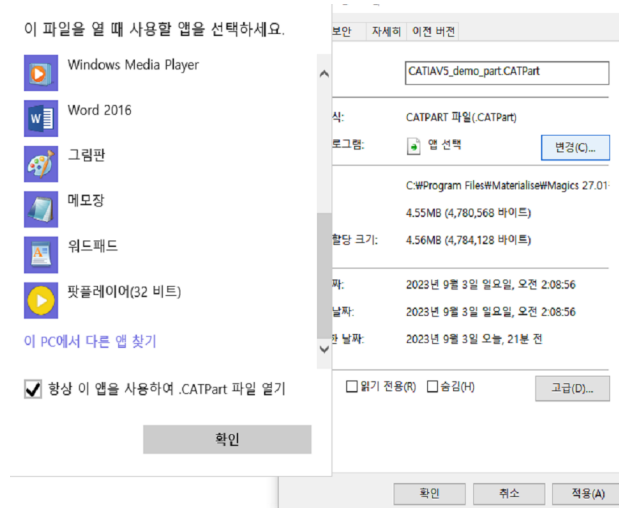 이 파일을 열 때 사용할 앱을 선택하세요.
Windows Media Player
Word 2016
그림판
메모장
워드패드
팟플레이어(32 비트)
이 PC에서 다른 앱 찾기
항상 이 앱을 사용하여 .CATPart 파일 열기
확인
보안 자세히 이전 버전
CATIAV5_demo_part.CATPart
식: CATPART 파일(.CATPart)
로그램: 앱 선택 변경(C)...
C:₩Program Files₩Materialise₩Magics 27.01
4.55MB (4,780,568 바이트)
할당 크기: 4.56MB (4,784,128 바이트)
짜: 2023년 9월 3일 일요일, 오전 2:08:56
날짜: 2023년 9월 3일 일요일, 오전 2:08:56
한 날짜: 2023년 9월 3일 오늘, 21분 전
읽기 전용(R) 숨김(H) 고급(D)...
확인 취소 적용(A)